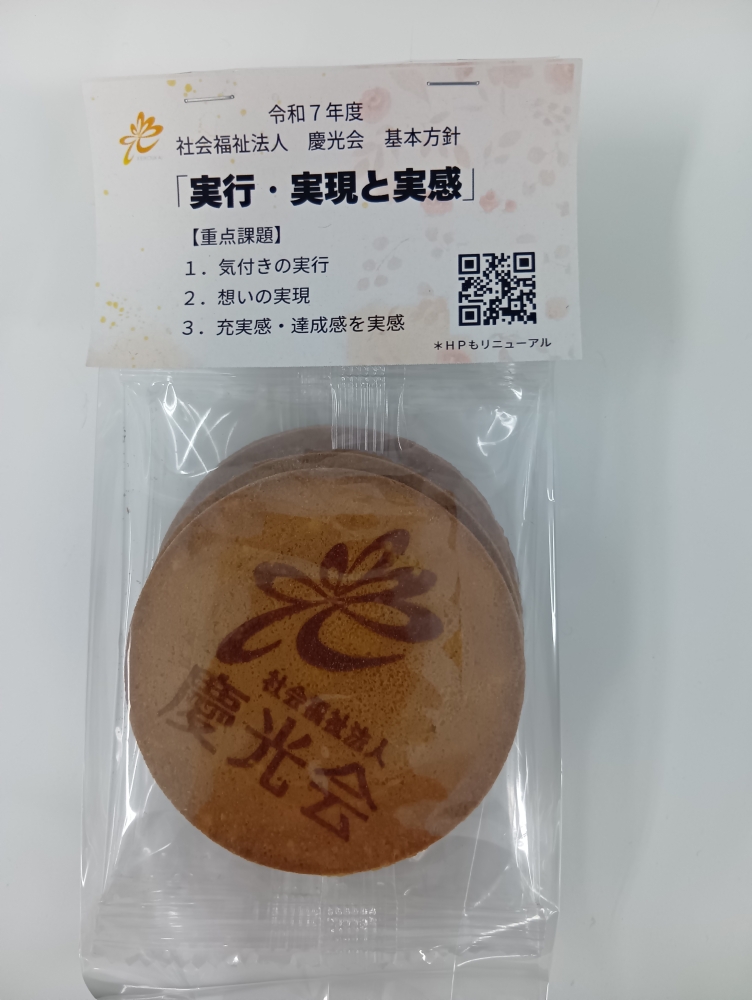 令和７年度
社会福祉法人　慶光会　基本方針
「実行・実現と実感」
【重点課題】
１．気付きの実行
２．想いの実現
３．充実感・達成感を実感
＊ＨＰもリニューアル
社会福祉法人
慶光会